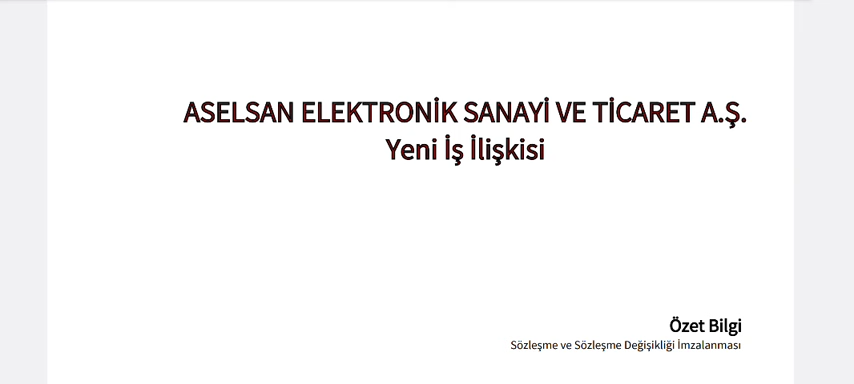 ASELSAN ELEKTRONİK SANAYİ VE TİCARET A.Ş.
Yeni İş İlişkisi
Özet Bilgi
Sözleşme ve Sözleşme Değişikliği İmzalanması